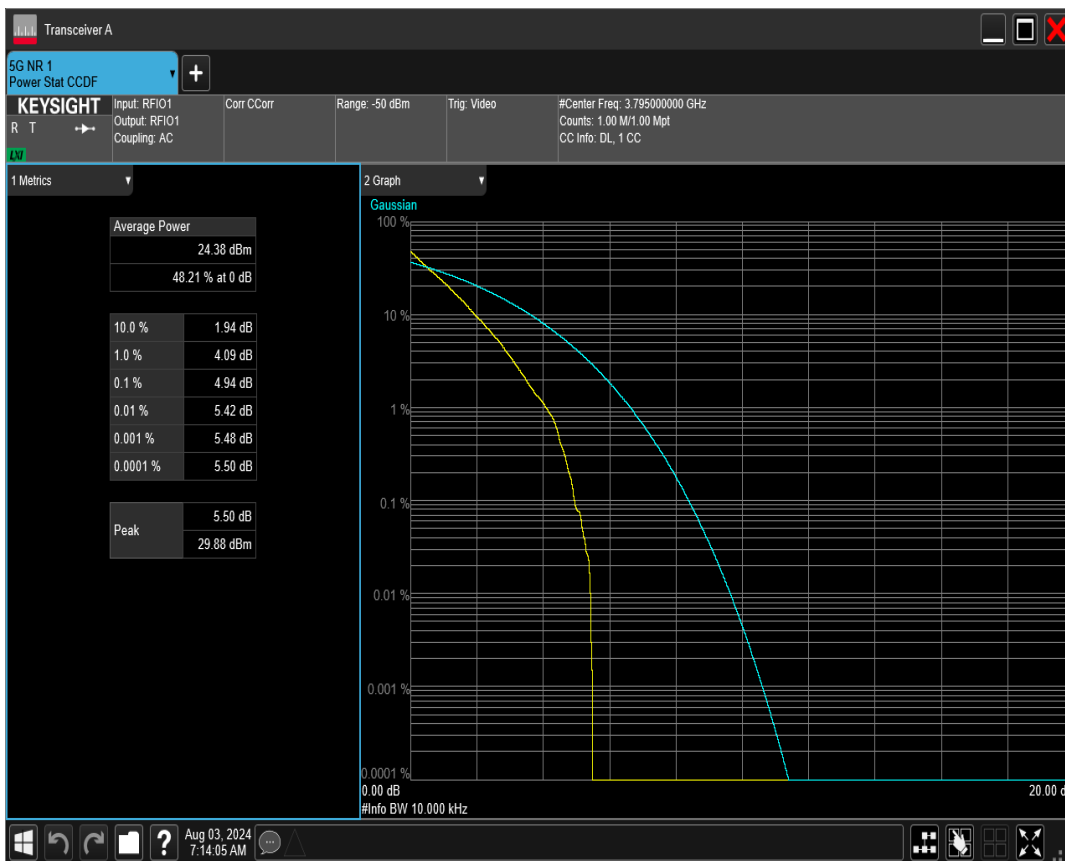 Transceiver A
5G NR 1
Power Stat CCDF
+
KEYSIGHT
R T
LXI
Input: RFIO1
Output: RFIO1
Coupling: AC
Corr CCorr
Range: -50 dBm
Trig: Video
#Center Freq: 3.795000000 GHz
Counts: 1.00 M/1.00 Mpt
CC Info: DL, 1 CC
1 Metrics
Average Power
24.38 dBm
48.21 % at 0 dB
10.0 % 1.94 dB
1.0 % 4.09 dB
0.1 % 4.94 dB
0.01 % 5.42 dB
0.001 % 5.48 dB
0.0001 % 5.50 dB
Peak
5.50 dB
29.88 dBm
2 Graph
Gaussian
100 %
10 %
1 %
0.1 %
0.01 %
0.001 %
0.0001 %
0.00 dB
20.00 d
#Info BW 10.000 kHz
?
Aug 03, 2024
7:14:05 AM